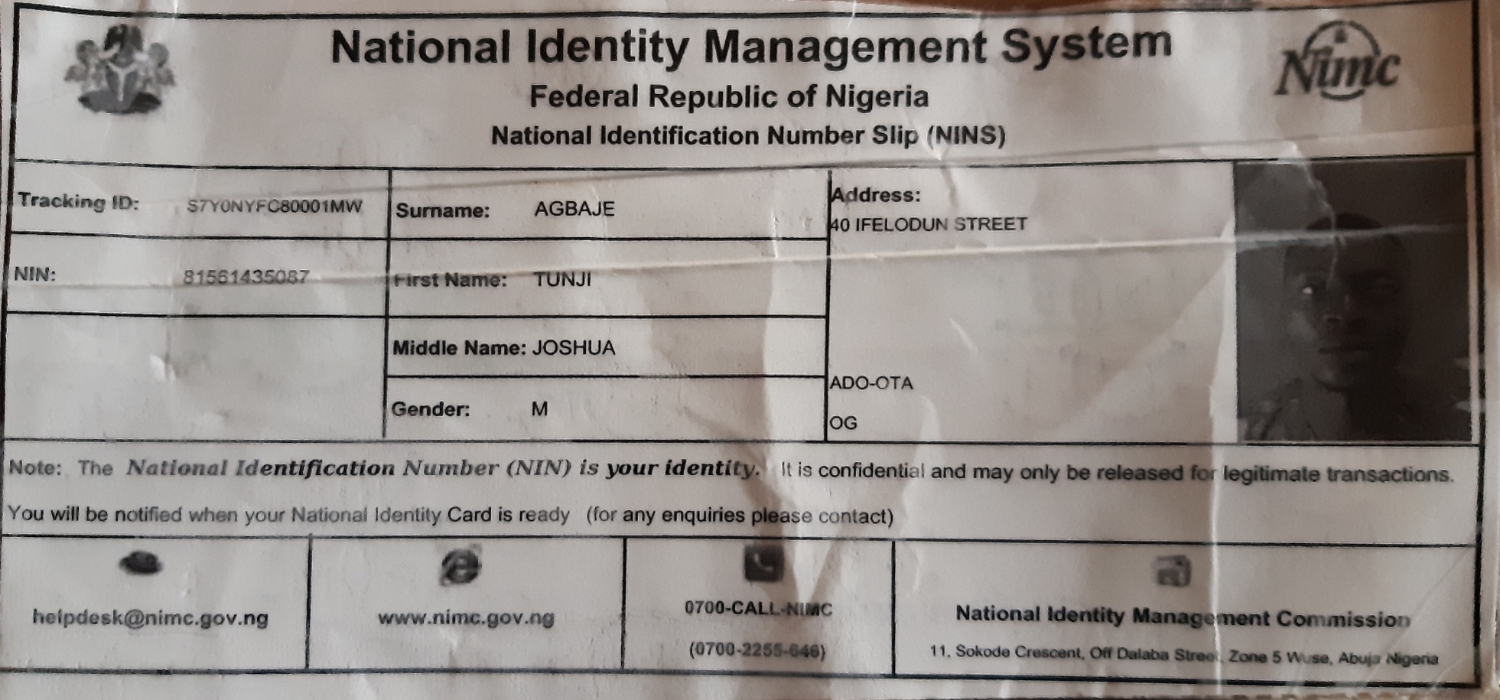 National Identity Management System
Federal Republic of Nigeria
National Identification Number Slip (NINS)
Nimc
Tracking ID: S7Y0NYFC80001MW
Surname: AGBAJE
Address:
40 IFELODUN STREET
NIN: 81561435087
First Name: TUNJI
Middle Name: JOSHUA
ADO-OTA
Gender: M
OG
Note: The National Identification Number (NIN) is your identity. It is confidential and may only be released for legitimate transactions.
You will be notified when your National Identity Card is ready (for any enquiries please contact)
helpdesk@nimc.gov.ng
www.nimc.gov.ng
0700-CALL-NIMC
(0700-2255-646)
National Identity Management Commission
11, Sokode Crescent, Off Dalaba Street, Zone 5 Wuse, Abuja Nigeria